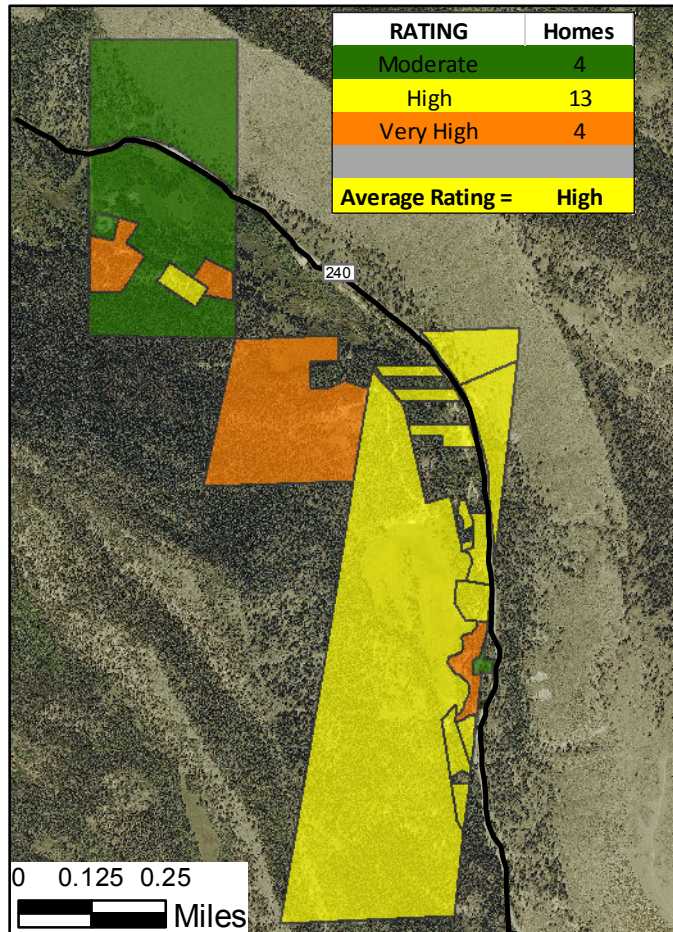 RATING Homes
Moderate 4
High 13
Very High 4
Average Rating = High
240
0 0.125 0.25
Miles